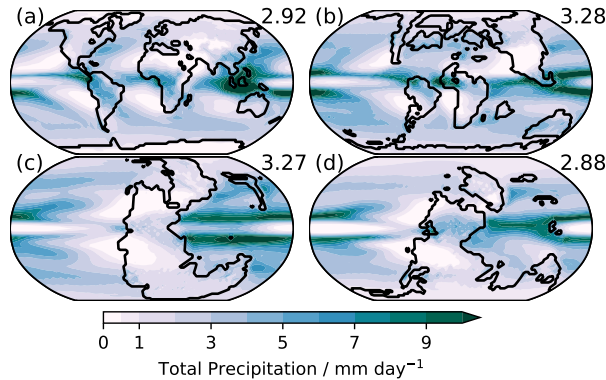 (a) 2.92 (b) 3.28
(c) 3.27 (d) 2.88
0 1 3 5 7 9
Total Precipitation / mm day⁻¹